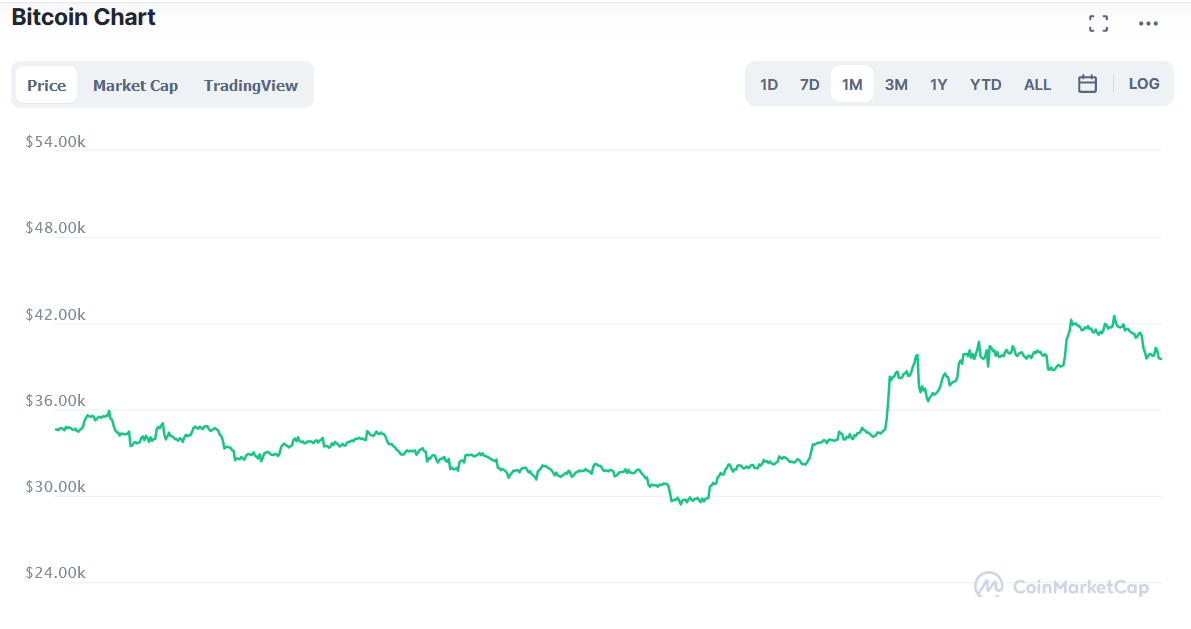 Bitcoin Chart
Price Market Cap TradingView
1D 7D 1M 3M 1Y YTD ALL LOG
$54.00k
$48.00k
$42.00k
$36.00k
$30.00k
$24.00k
CoinMarketCap